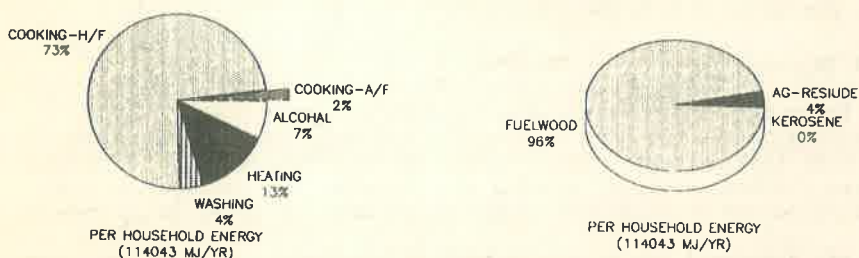 COOKING-H/F
73%
COOKING-A/F
2%
ALCOHAL
7%
HEATING
13%
WASHING
4%
PER HOUSEHOLD ENERGY
(114043 MJ/YR)
AG-RESIUDE
4%
KEROSENE
0%
FUELWOOD
96%
PER HOUSEHOLD ENERGY
(114043 MJ/YR)